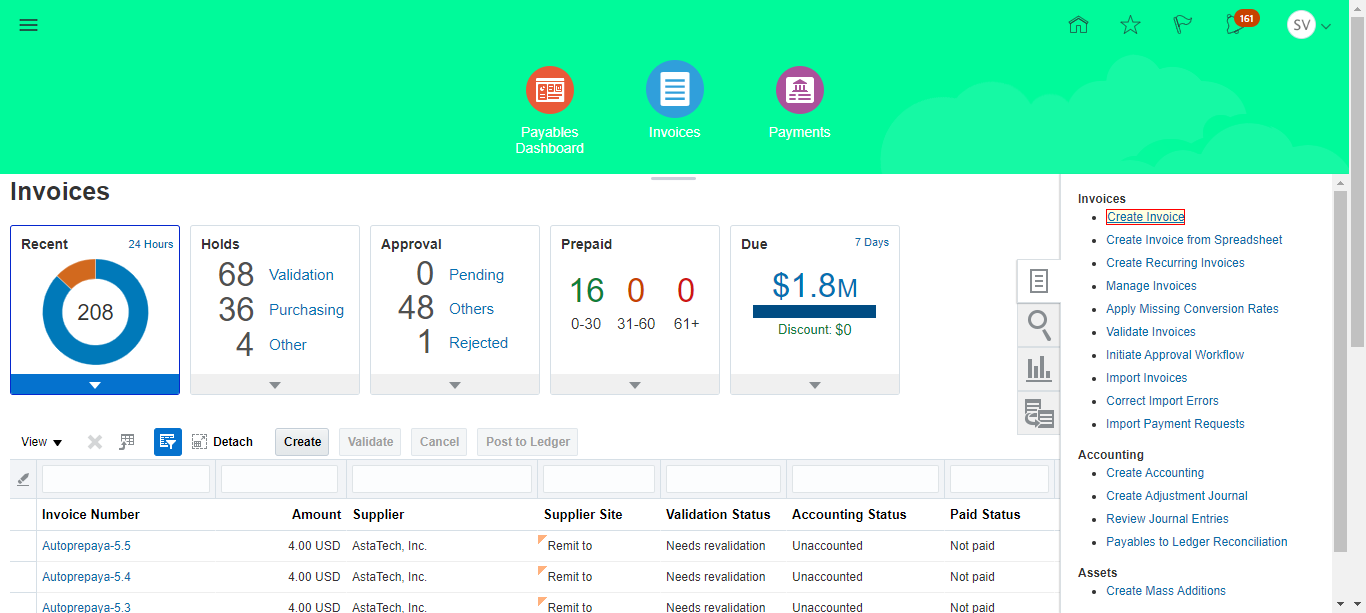 161
SV
Payables
Dashboard
Invoices
Payments
Invoices
Recent
24 Hours
208
Holds
68 Validation
36 Purchasing
4 Other
Approval
0 Pending
48 Others
1 Rejected
Prepaid
16 0 0
0-30 31-60 61+
Due
7 Days
$1.8M
Discount: $0
View
Detach
Create
Validate
Cancel
Post to Ledger
Invoice Number Amount Supplier Supplier Site Validation Status Accounting Status Paid Status
Autoprepaya-5.5 4.00 USD AstaTech, Inc. Remit to Needs revalidation Unaccounted Not paid
Autoprepaya-5.4 4.00 USD AstaTech, Inc. Remit to Needs revalidation Unaccounted Not paid
Autoprepaya-5.3 4.00 USD AstaTech, Inc. Remit to Needs revalidation Unaccounted Not paid
Invoices
Create Invoice
Create Invoice from Spreadsheet
Create Recurring Invoices
Manage Invoices
Apply Missing Conversion Rates
Validate Invoices
Initiate Approval Workflow
Import Invoices
Correct Import Errors
Import Payment Requests
Accounting
Create Accounting
Create Adjustment Journal
Review Journal Entries
Payables to Ledger Reconciliation
Assets
Create Mass Additions